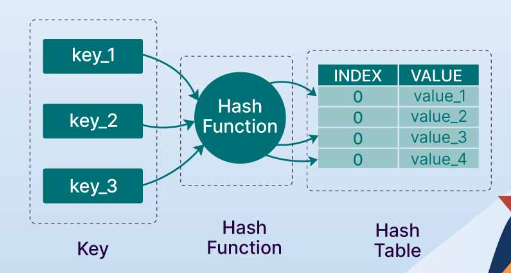 key_1
key_2
key_3
Key
Hash
Function
Hash
Function
INDEX VALUE
0 value_1
0 value_2
0 value_3
0 value_4
Hash
Table